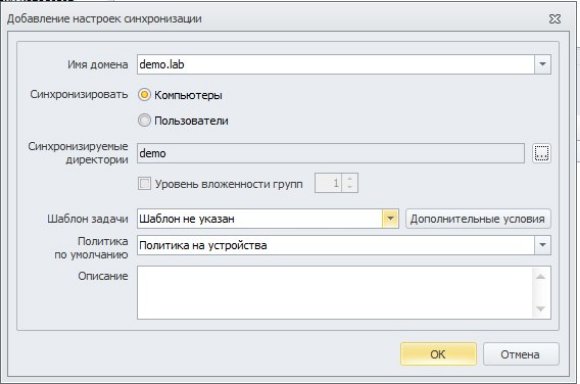 Добавление настроек синхронизации
Имя домена demo.lab
Синхронизировать Компьютеры
Пользователи
Синхронизируемые
директории demo ...
Уровень вложенности групп 1
Шаблон задачи Шаблон не указан Дополнительные условия
Политика
по умолчанию Политика на устройства
Описание
OK Отмена